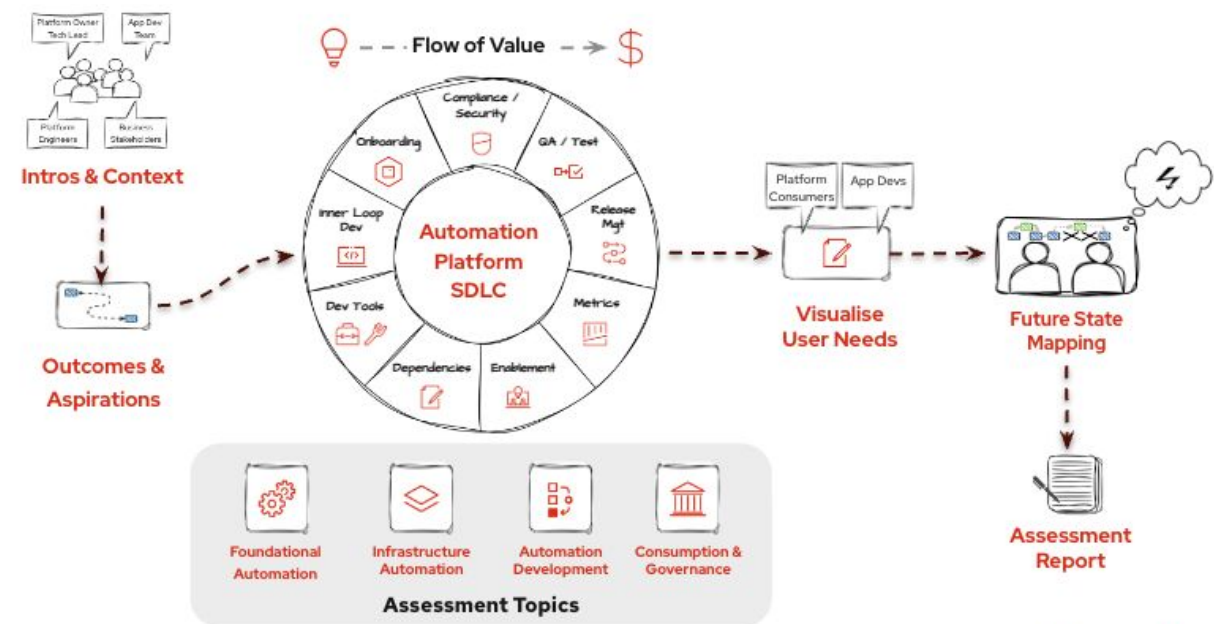 Platform Owner
Tech Lead
App Dev
Team
Platform
Engineers
Business
Stakeholders
Intros & Context
Outcomes &
Aspirations
Flow of Value
$
Compliance /
Security
QA / Test
Onboarding
Release
Mgt
Inner Loop
Dev
</>
Automation
Platform
SDLC
Dev Tools
Metrics
Dependencies
Enablement
Platform
Consumers
App Devs
Visualise
User Needs
Future State
Mapping
Assessment
Report
Foundational
Automation
Infrastructure
Automation
Automation
Development
Consumption &
Governance
Assessment Topics